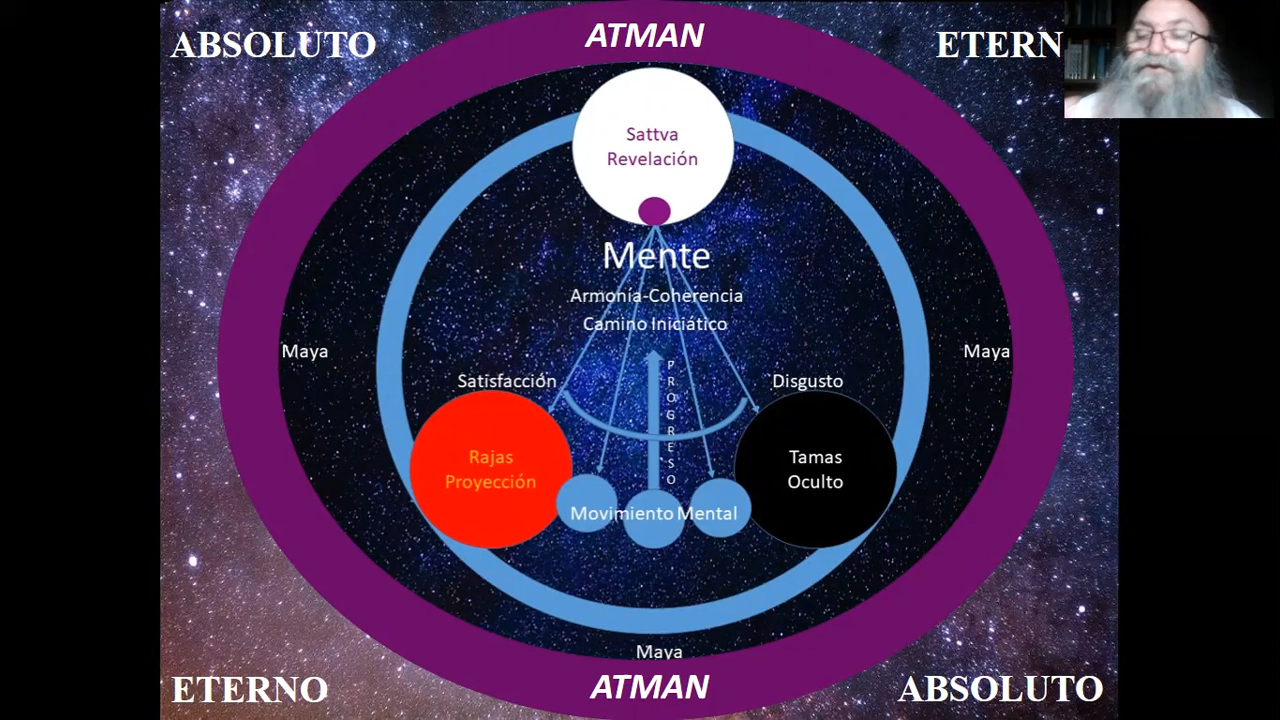 ABSOLUTO
ATMAN
ETERN
Sattva
Revelación
Mente
Armonía-Coherencia
Camino Iniciático
Maya
Maya
Satisfacción
PROGRESO
Disgusto
Rajas
Proyección
Tamas
Oculto
Movimiento Mental
Maya
ETERNO
ATMAN
ABSOLUTO